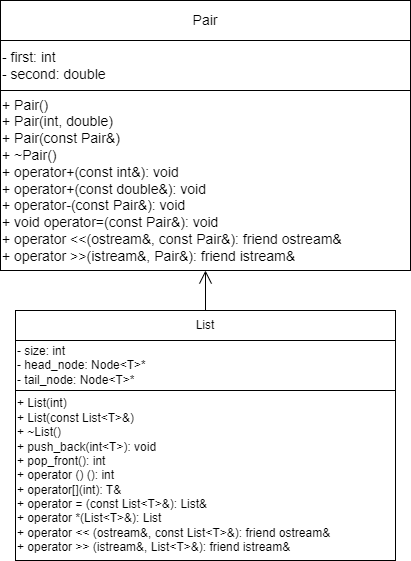 Pair
- first: int
- second: double
+ Pair()
+ Pair(int, double)
+ Pair(const Pair&)
+ ~Pair()
+ operator+(const int&): void
+ operator+(const double&): void
+ operator-(const Pair&): void
+ void operator=(const Pair&): void
+ operator <<(ostream&, const Pair&): friend ostream&
+ operator >>(istream&, Pair&): friend istream&
List
- size: int
- head_node: Node<T>*
- tail_node: Node<T>*
+ List(int)
+ List(const List<T>&)
+ ~List()
+ push_back(int<T>): void
+ pop_front(): int
+ operator () (): int
+ operator[](int): T&
+ operator = (const List<T>&): List&
+ operator *(List<T>&): List
+ operator << (ostream&, const List<T>&): friend ostream&
+ operator >> (istream&, List<T>&): friend istream&